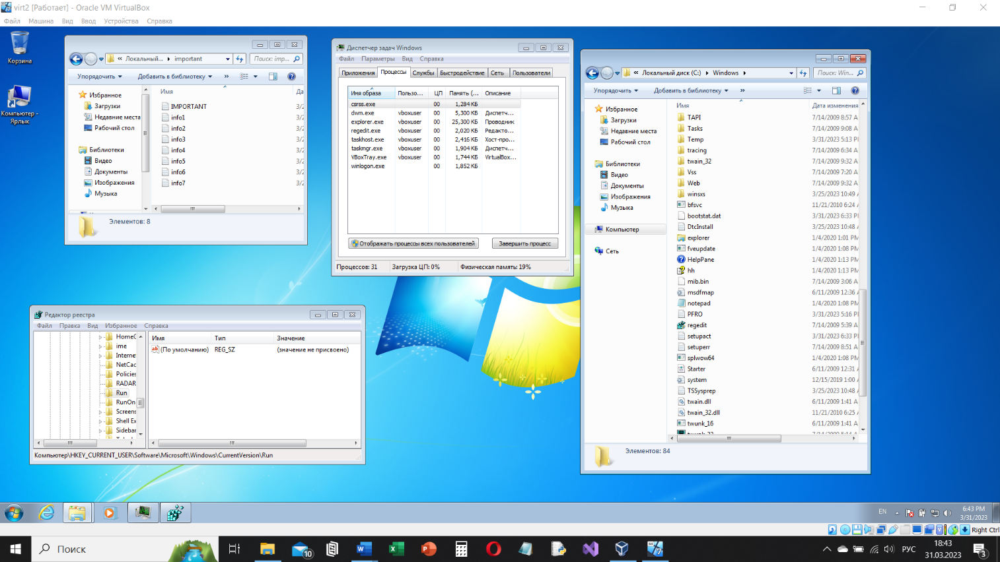 virt2 [Работает] - Oracle VM VirtualBox
Файл Машина Вид Ввод Устройства Справка
Корзина
Компьютер - Ярлык
« Локальный... ▸ important
Поиск: imp...
Упорядочить Добавить в библиотеку »
Избранное
Загрузки
Недавние места
Рабочий стол
Библиотеки
Видео
Документы
Изображения
Музыка
Имя Да
IMPORTANT 3/2
info1 3/2
info2 3/2
info3 3/2
info4 3/2
info5 3/2
info6 3/2
info7 3/2
Элементов: 8
Диспетчер задач Windows
Файл Параметры Вид Справка
Приложения Процессы Службы Быстродействие Сеть Пользователи
Имя образа Пользо... ЦП Память (... Описание
csrss.exe 00 1,284 КБ
dwm.exe vboxuser 00 5,300 КБ Диспетч...
explorer.exe vboxuser 00 25,300 КБ Проводник
regedit.exe vboxuser 00 2,020 КБ Редакто...
taskhost.exe vboxuser 00 2,416 КБ Хост-про...
taskmgr.exe vboxuser 00 1,904 КБ Диспетч...
VBoxTray.exe vboxuser 00 1,744 КБ VirtualBox...
winlogon.exe 00 1,852 КБ
Отображать процессы всех пользователей Завершить процесс
Процессов: 31 Загрузка ЦП: 0% Физическая память: 19%
« Локальный диск (C:) ▸ Windows ▸
Поиск: Win...
Упорядочить Добавить в библиотеку »
Избранное
Загрузки
Недавние места
Рабочий стол
Библиотеки
Видео
Документы
Изображения
Музыка
Компьютер
Сеть
Имя Дата изменения
TAPI 7/14/2009 8:57 A
Tasks 7/14/2009 9:08 A
Temp 3/31/2023 5:13 P
tracing 7/14/2009 6:34 A
twain_32 7/14/2009 9:32 A
Vss 7/14/2009 7:20 A
Web 7/14/2009 9:32 A
winsxs 3/25/2023 10:49
bfsvc 11/21/2010 6:24
bootstat.dat 3/31/2023 6:33 P
DtcInstall 3/25/2023 10:48
explorer 1/4/2020 1:01 PM
fveupdate 1/4/2020 1:08 PM
HelpPane 1/4/2020 1:13 PM
hh 1/4/2020 1:13 PM
mib.bin 7/14/2009 3:06 A
msdfmap 6/11/2009 12:36
notepad 1/4/2020 1:08 PM
PFRO 3/31/2023 5:16 P
regedit 7/14/2009 5:39 A
setupact 3/31/2023 6:33 P
setuperr 7/14/2009 8:51 A
splwow64 1/4/2020 1:08 PM
Starter 6/11/2009 12:31
system 12/15/2019 1:00
TSSysprep 3/25/2023 10:48
twain.dll 6/11/2009 1:41 A
twain_32.dll 11/21/2010 6:25
twunk_16 6/11/2009 1:41 A
Элементов: 84
Редактор реестра
Файл Правка Вид Избранное Справка
HomeG
ime
Interne
NetCac
Policies
RADAR
Run
RunOn
Screens
Shell Ex
Sidebar
Имя Тип Значение
(По умолчанию) REG_SZ (значение не присвоено)
Компьютер\HKEY_CURRENT_USER\Software\Microsoft\Windows\CurrentVersion\Run
EN 6:43 PM
3/31/2023
Right Ctrl
Поиск
10
РУС
18:43
31.03.2023
3